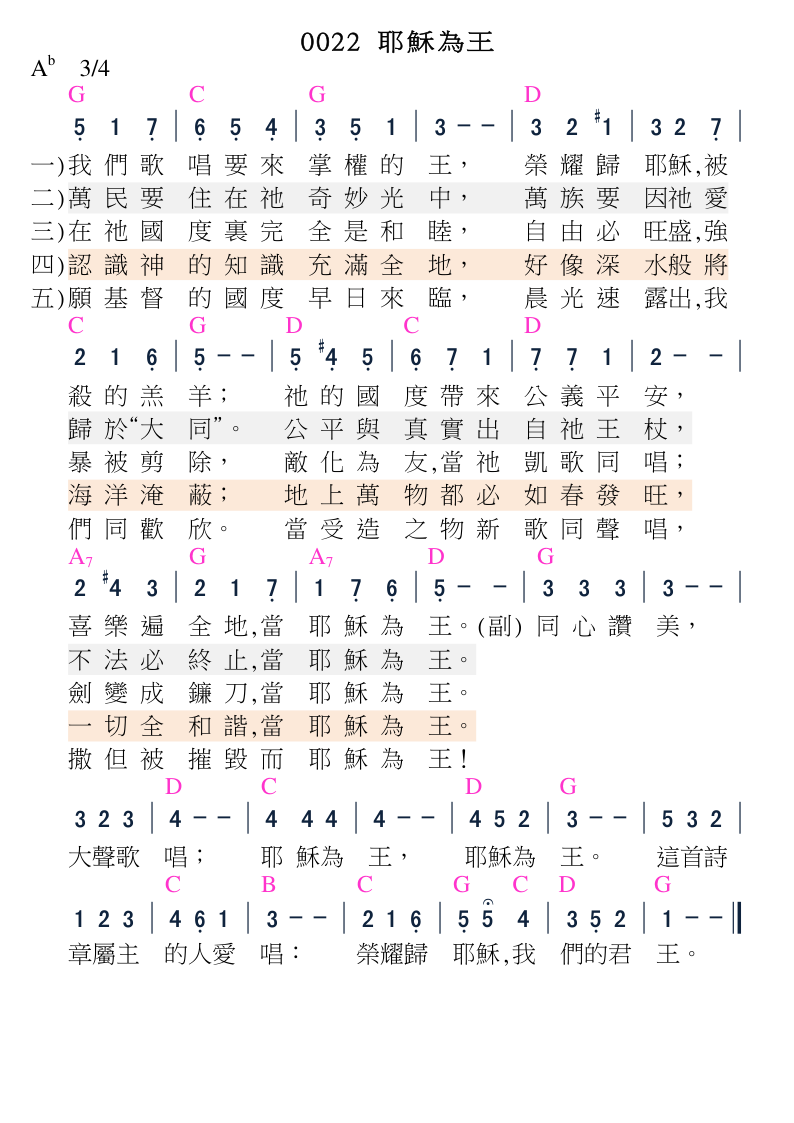 0022 耶穌為王
A♭ 3/4
G C G D
5̣ 1 7̣ | 6̣ 5̣ 4̣ | 3̣ 5̣ 1 | 3 – – | 3 2 #1 | 3 2 7̣ |
一)我們歌 唱要來 掌權的 王， 榮耀歸 耶穌,被
二)萬民要 住在祂 奇妙光 中， 萬族要 因祂愛
三)在祂國 度裏完 全是和 睦， 自由必 旺盛,強
四)認識神 的知識 充滿全 地， 好像深 水般將
五)願基督 的國度 早日來 臨， 晨光速 露出,我
C G D C D
2 1 6̣ | 5̣ – – | 5̣ #4̣ 5̣ | 6̣ 7̣ 1 | 7̣ 7̣ 1 | 2 – – |
殺的羔 羊； 祂的國 度帶來 公義平 安，
歸於“大 同”。 公平與 真實出 自祂王 杖，
暴被剪 除， 敵化為 友,當祂 凱歌同 唱；
海洋淹 蔽； 地上萬 物都必 如春發 旺，
們同歡 欣。 當受造 之物新 歌同聲 唱，
A7 G A7 D G
2 #4 3 | 2 1 7̣ | 1 7̣ 6̣ | 5̣ – – | 3 3 3 | 3 – – |
喜樂遍 全地,當 耶穌為 王。(副) 同心讚 美，
不法必 終止,當 耶穌為 王。
劍變成 鐮刀,當 耶穌為 王。
一切全 和諧,當 耶穌為 王。
撒但被 摧毀而 耶穌為 王！
D C D G
3 2 3 | 4 – – | 4 4 4 | 4 – – | 4 5 2 | 3 – – | 5 3 2 |
大聲歌 唱； 耶穌為 王， 耶穌為 王。 這首詩
C B C G C D G
1 2 3 | 4 6̣ 1 | 3 – – | 2 1 6̣ | 5̣ 5̣ 4 | 3 5̣ 2 | 1 – – ‖
章屬主 的人愛 唱： 榮耀歸 耶穌,我 們的君 王。